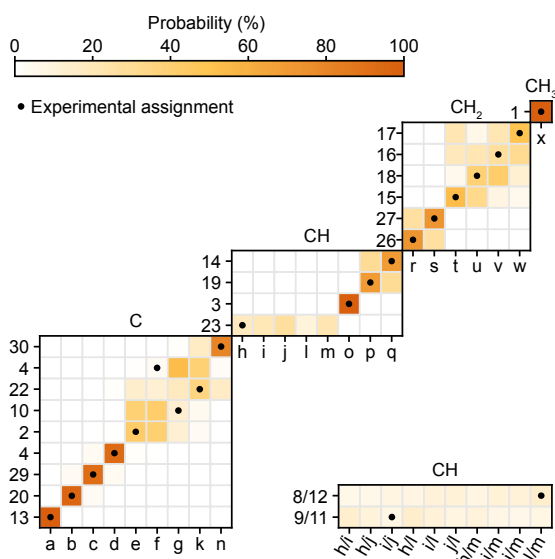 Probability (%)
0 20 40 60 80 100
• Experimental assignment
CH₃
1
x
CH₂
17
16
18
15
27
26
r s t u v w
CH
14
19
3
23
h i j l m o p q
C
30
4
22
10
2
4
29
20
13
a b c d e f g k n
CH
8/12
9/11
h/i h/j i/j h/l i/l j/l h/m i/m j/m l/m